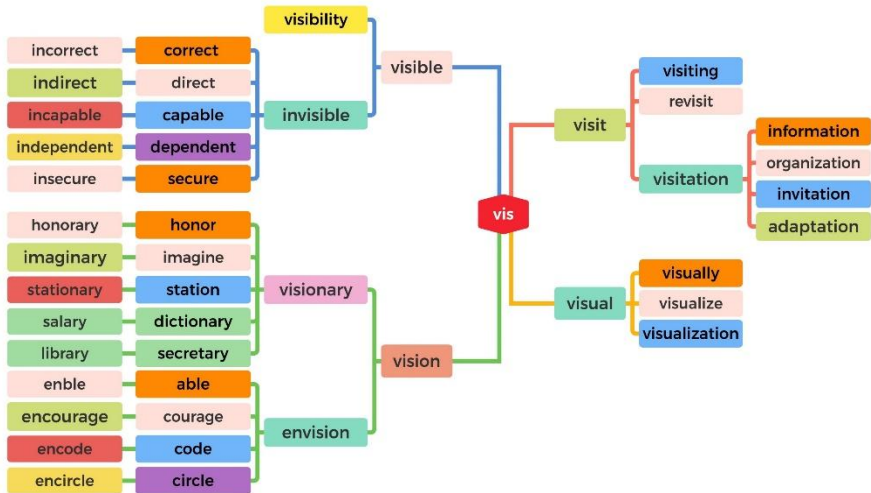 visibility
visible
incorrect correct
indirect direct
incapable capable
invisible
independent dependent
insecure secure
honorary honor
imaginary imagine
stationary station
visionary
salary dictionary
library secretary
vision
enble able
encourage courage
envision
encode code
encircle circle
vis
visiting
revisit
visit
visitation
information
organization
invitation
adaptation
visually
visual
visualize
visualization